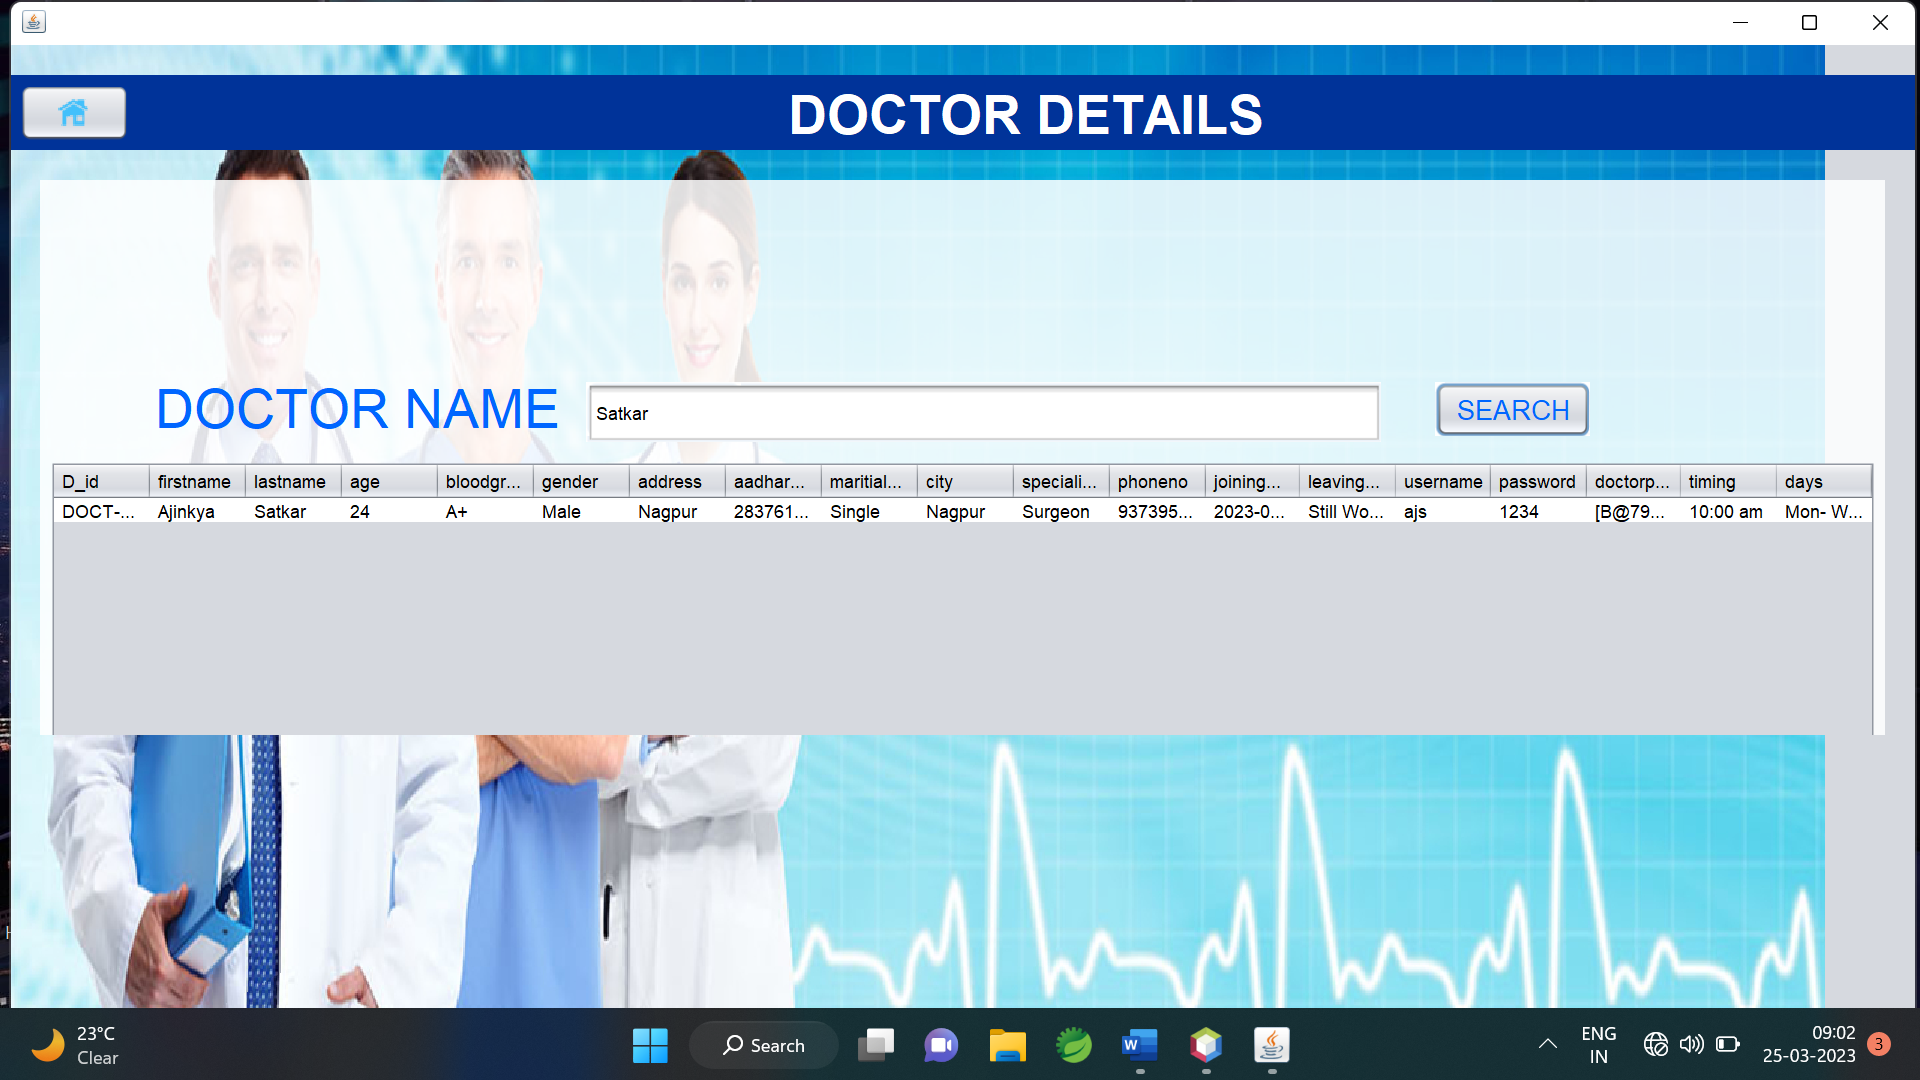 DOCTOR DETAILS
DOCTOR NAME Satkar SEARCH
D_id firstname lastname age bloodgr... gender address aadhar... maritial... city speciali... phoneno joining... leaving... username password doctorp... timing days
DOCT-... Ajinkya Satkar 24 A+ Male Nagpur 283761... Single Nagpur Surgeon 937395... 2023-0... Still Wo... ajs 1234 [B@79... 10:00 am Mon- W...
23°C
Clear
Search
W
ENG
IN
09:02
25-03-2023
3